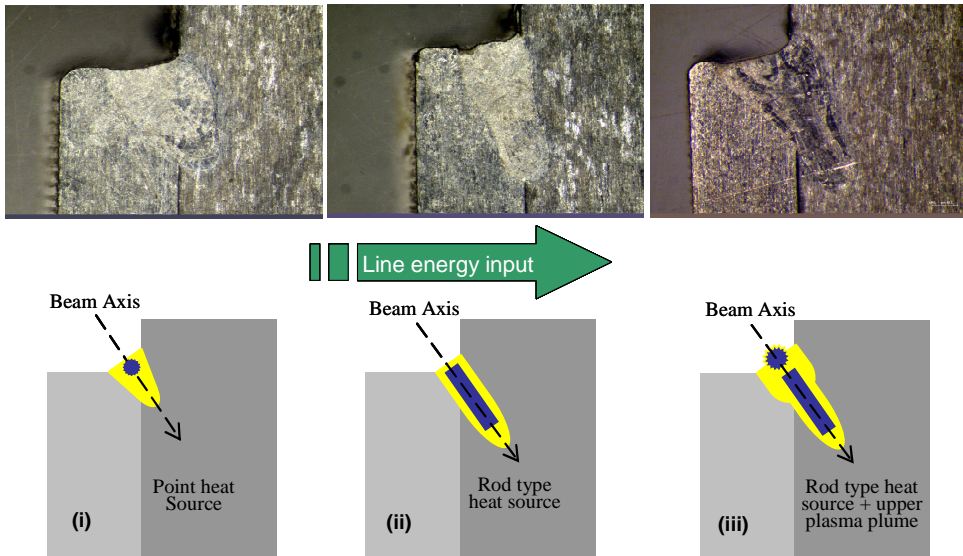 Line energy input
Beam Axis
Point heat
Source
(i)
Beam Axis
Rod type
heat source
(ii)
Beam Axis
Rod type heat
source + upper
plasma plume
(iii)